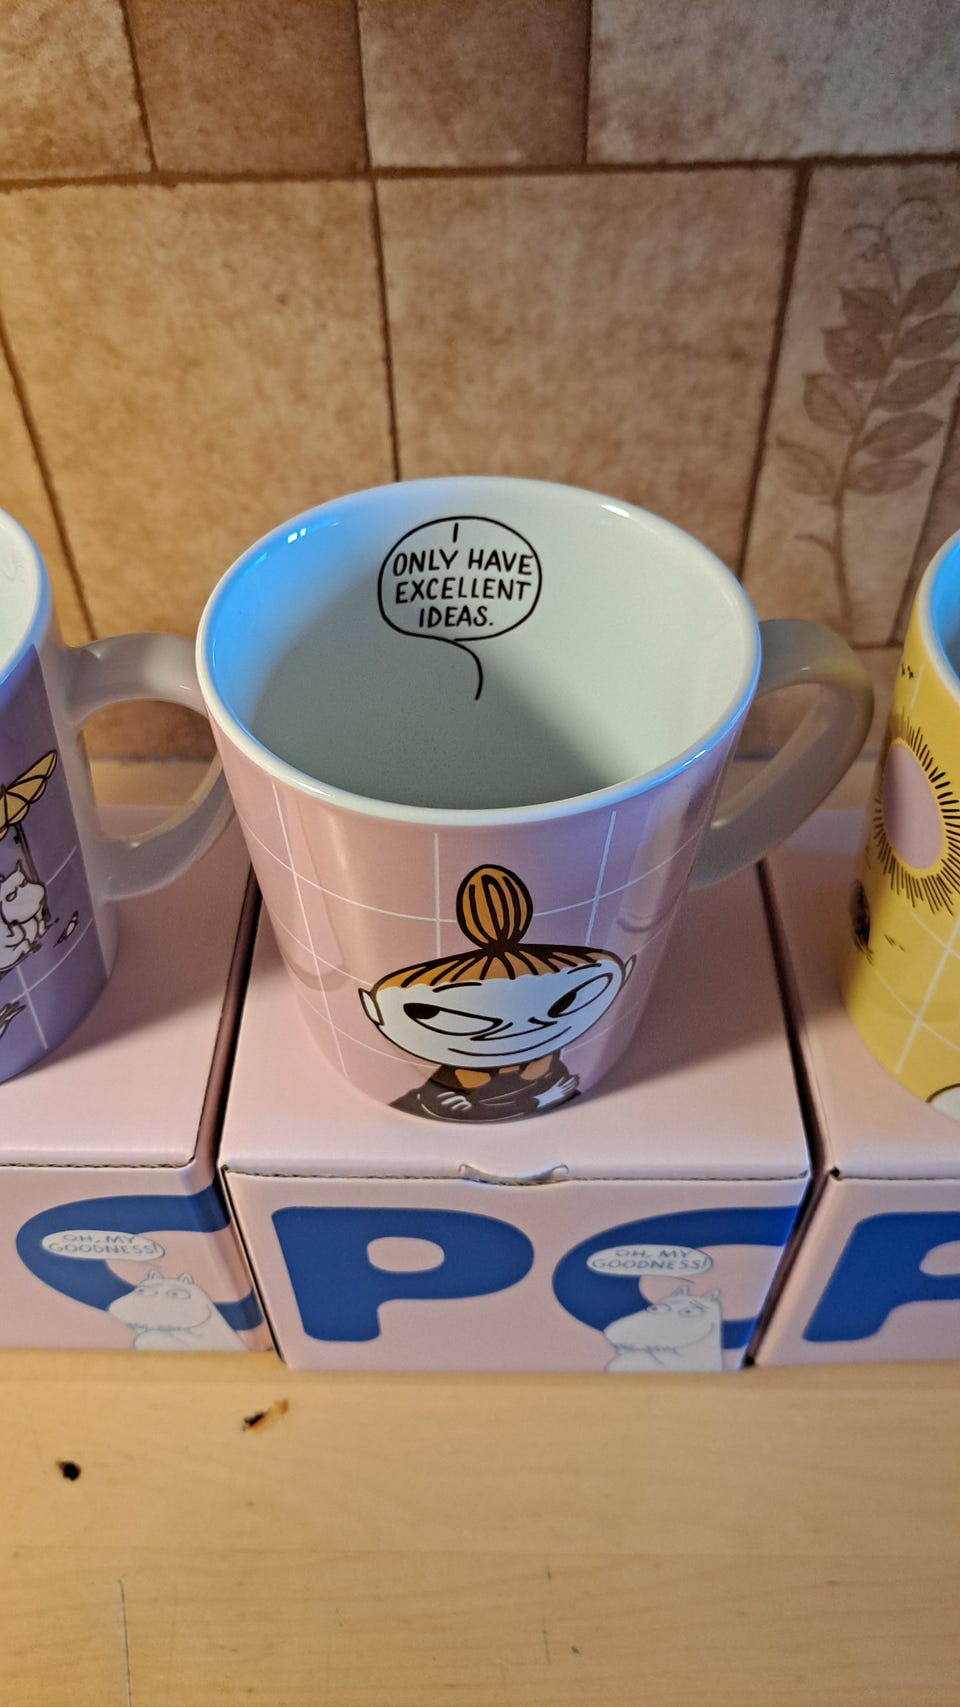 I
ONLY HAVE
EXCELLENT
IDEAS.
OH, MY
GOODNESS!
P
OH, MY
GOODNESS!